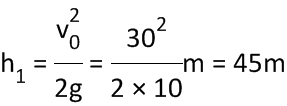 h₁ = v₀²/2g = 30²/2 × 10 m = 45m